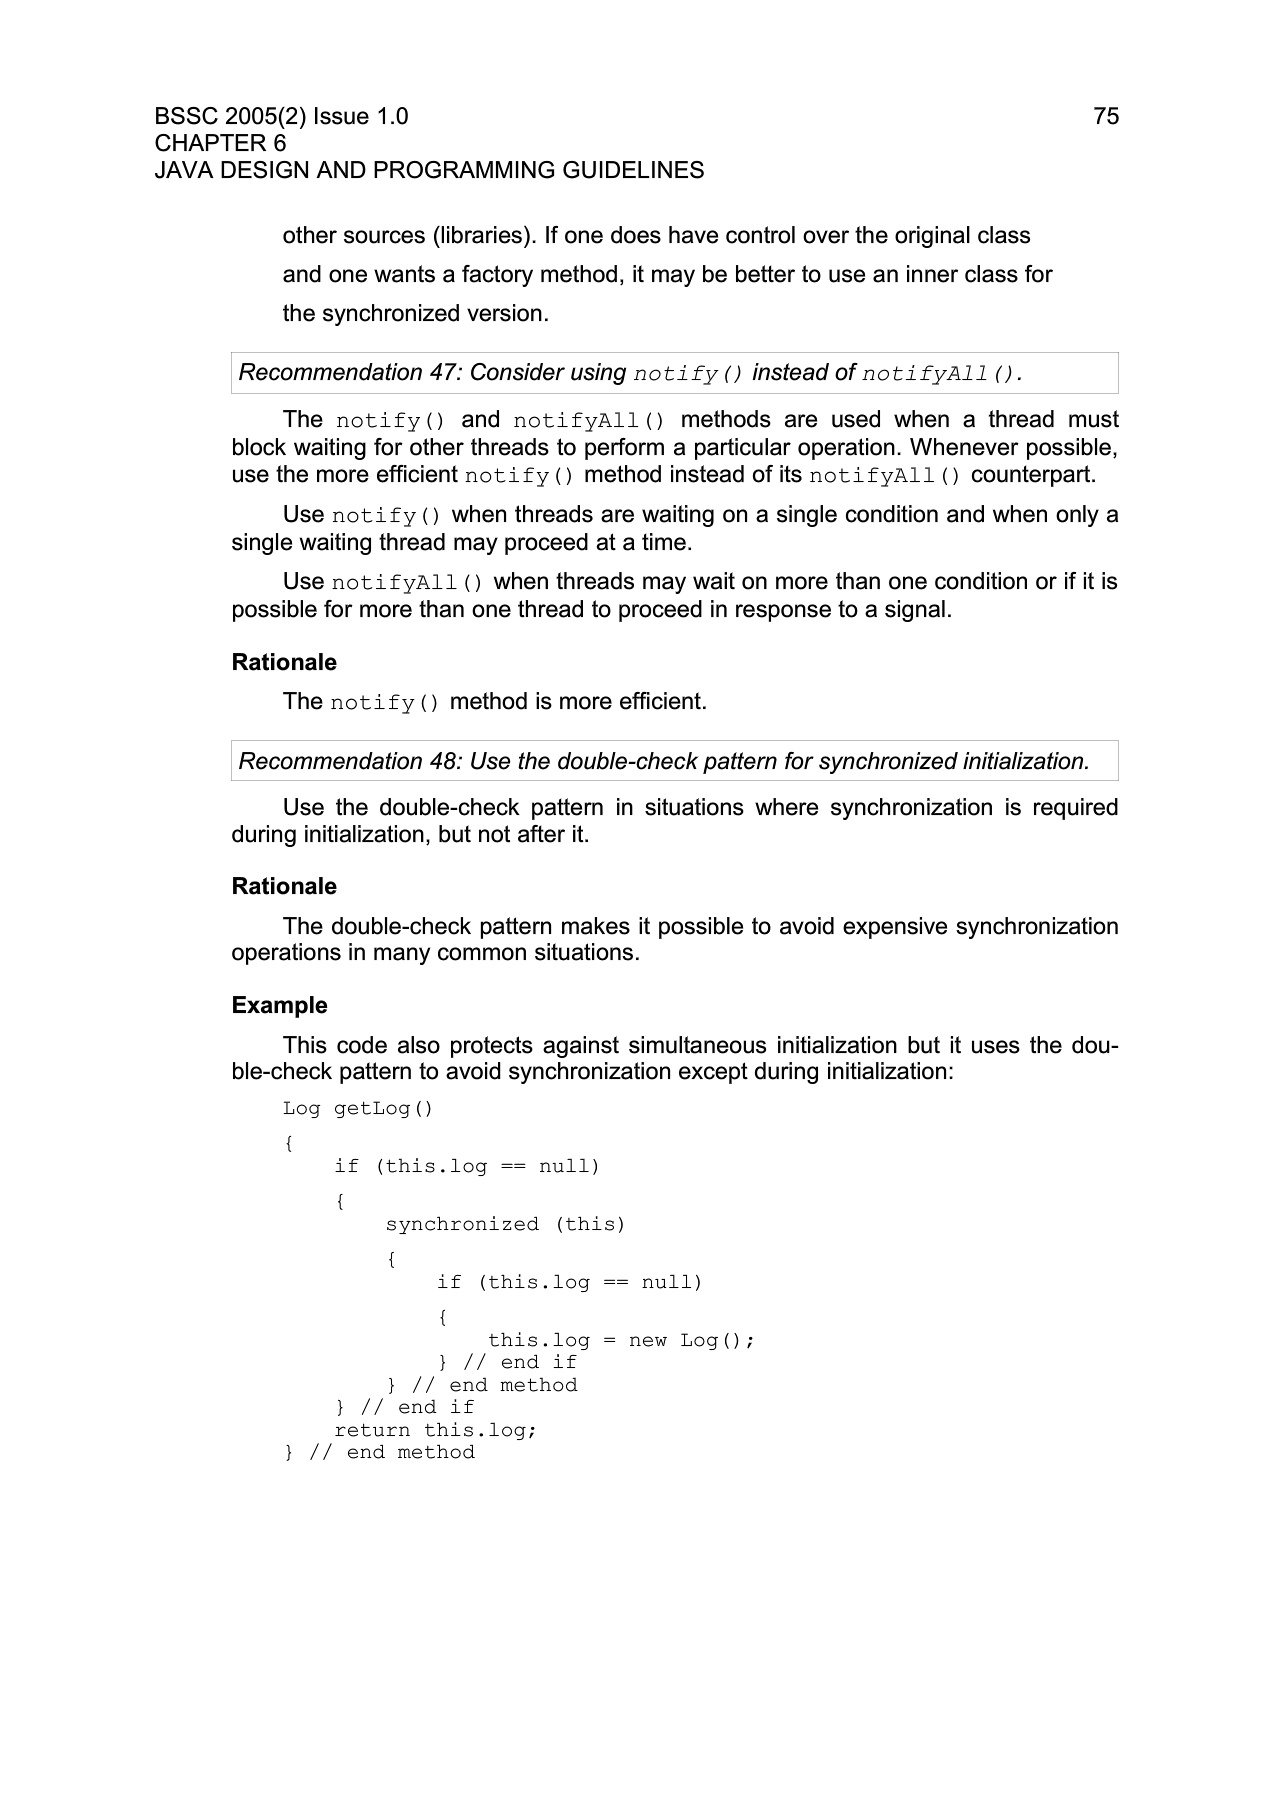 BSSC 2005(2) Issue 1.0 75
CHAPTER 6
JAVA DESIGN AND PROGRAMMING GUIDELINES
other sources (libraries). If one does have control over the original class
and one wants a factory method, it may be better to use an inner class for
the synchronized version.
Recommendation 47: Consider using notify() instead of notifyAll().
The notify() and notifyAll() methods are used when a thread must
block waiting for other threads to perform a particular operation. Whenever possible,
use the more efficient notify() method instead of its notifyAll() counterpart.
Use notify() when threads are waiting on a single condition and when only a
single waiting thread may proceed at a time.
Use notifyAll() when threads may wait on more than one condition or if it is
possible for more than one thread to proceed in response to a signal.
Rationale
The notify() method is more efficient.
Recommendation 48: Use the double-check pattern for synchronized initialization.
Use the double-check pattern in situations where synchronization is required
during initialization, but not after it.
Rationale
The double-check pattern makes it possible to avoid expensive synchronization
operations in many common situations.
Example
This code also protects against simultaneous initialization but it uses the dou-
ble-check pattern to avoid synchronization except during initialization:
Log getLog()
{
    if (this.log == null)
    {
        synchronized (this)
        {
            if (this.log == null)
            {
                this.log = new Log();
            } // end if
        } // end method
    } // end if
    return this.log;
} // end method